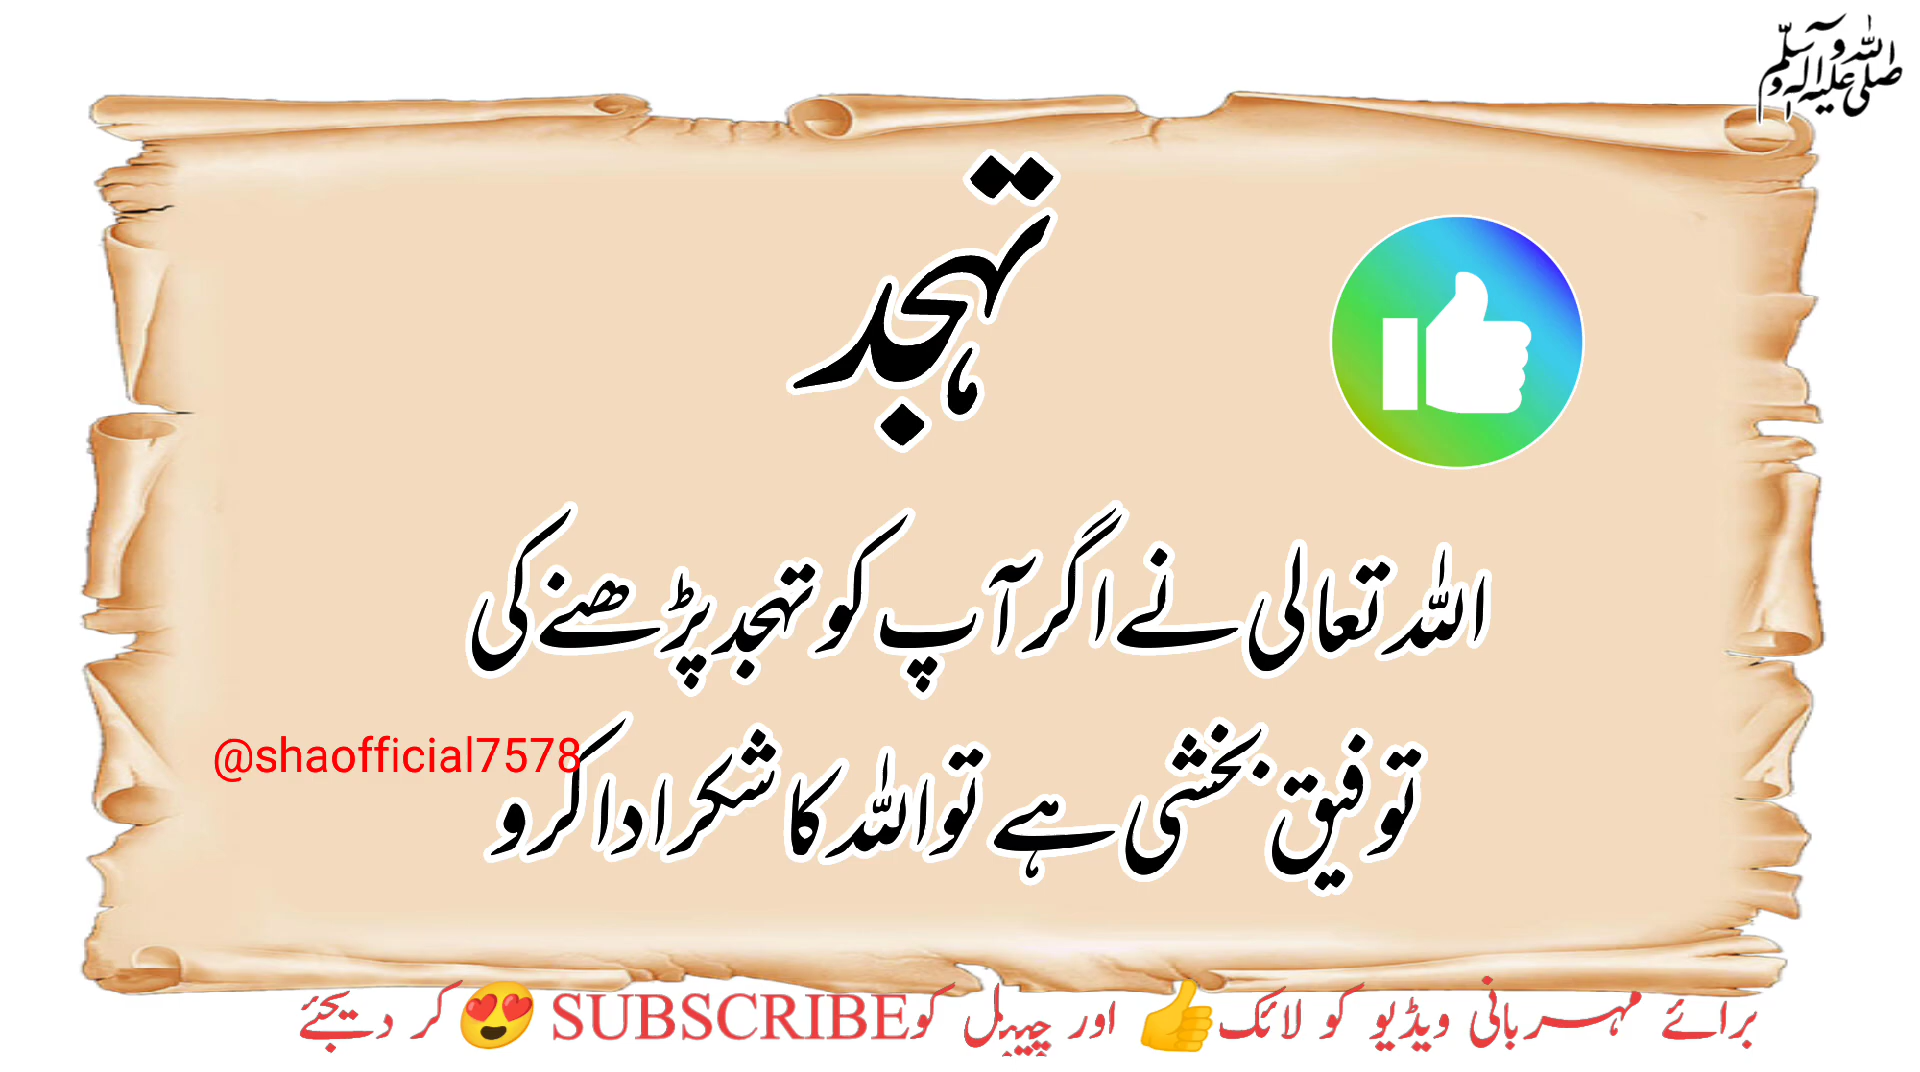 صلی اللہ علیہ وآلہ وسلم
تہجد
اللہ تعالی نے اگر آپ کو تہجد پڑھنے کی
توفیق بخشی ہے تو اللہ کا شکر ادا کرو
@shaofficial7578
برائے مہربانی ویڈیو کو لائک👍 اور چینل کو SUBSCRIBE 😍 کر دیجئے